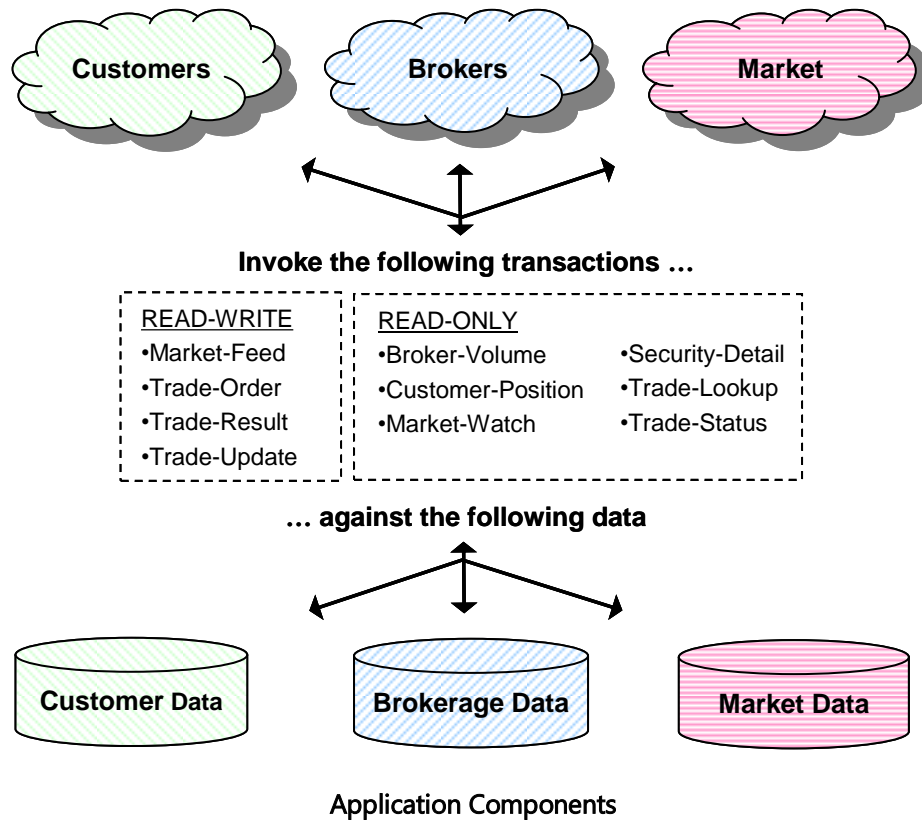 Customers
Brokers
Market
Invoke the following transactions …
READ-WRITE
•Market-Feed
•Trade-Order
•Trade-Result
•Trade-Update
READ-ONLY
•Broker-Volume
•Customer-Position
•Market-Watch
•Security-Detail
•Trade-Lookup
•Trade-Status
… against the following data
Customer Data
Brokerage Data
Market Data
Application Components